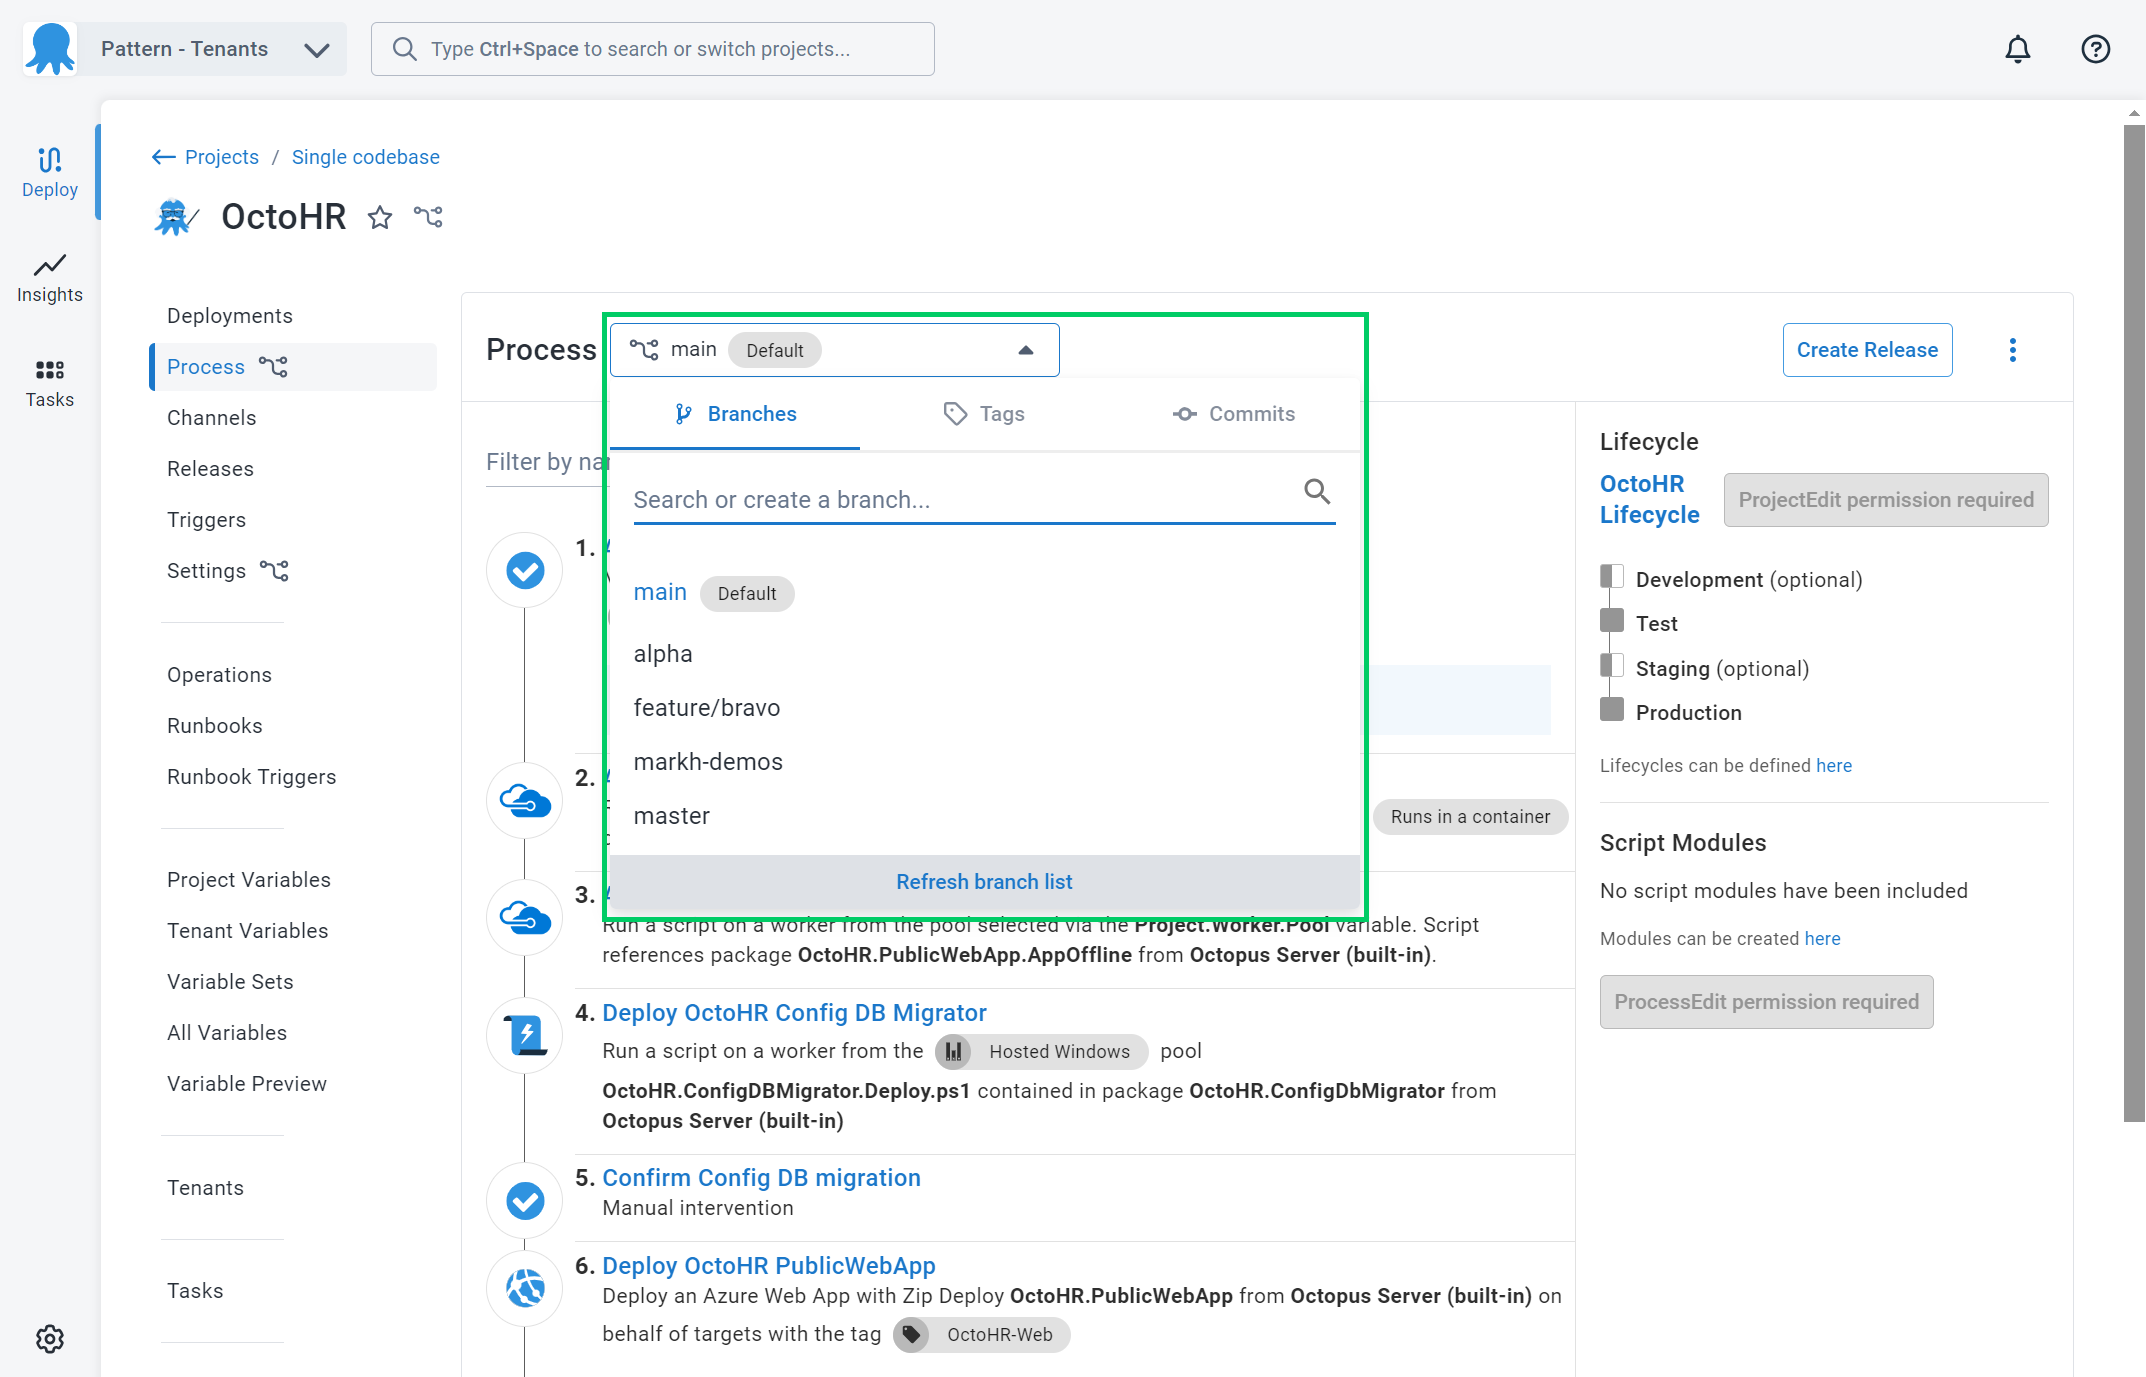 Pattern - Tenants
Type Ctrl+Space to search or switch projects...
Deploy
Insights
Tasks
Projects / Single codebase
OctoHR
Deployments
Process
Channels
Releases
Triggers
Settings
Operations
Runbooks
Runbook Triggers
Project Variables
Tenant Variables
Variable Sets
All Variables
Variable Preview
Tenants
Tasks
Process
main Default
Create Release
Branches Tags Commits
Filter by
Search or create a branch...
main Default
alpha
feature/bravo
markh-demos
master
Refresh branch list
1.
2.
Runs in a container
3.
Run a script on a worker from the pool selected via the Project.Worker.Pool variable. Script
references package OctoHR.PublicWebApp.AppOffline from Octopus Server (built-in).
4. Deploy OctoHR Config DB Migrator
Run a script on a worker from the Hosted Windows pool
OctoHR.ConfigDBMigrator.Deploy.ps1 contained in package OctoHR.ConfigDbMigrator from
Octopus Server (built-in)
5. Confirm Config DB migration
Manual intervention
6. Deploy OctoHR PublicWebApp
Deploy an Azure Web App with Zip Deploy OctoHR.PublicWebApp from Octopus Server (built-in) on
behalf of targets with the tag OctoHR-Web
Lifecycle
OctoHR
Lifecycle
ProjectEdit permission required
Development (optional)
Test
Staging (optional)
Production
Lifecycles can be defined here
Script Modules
No script modules have been included
Modules can be created here
ProcessEdit permission required